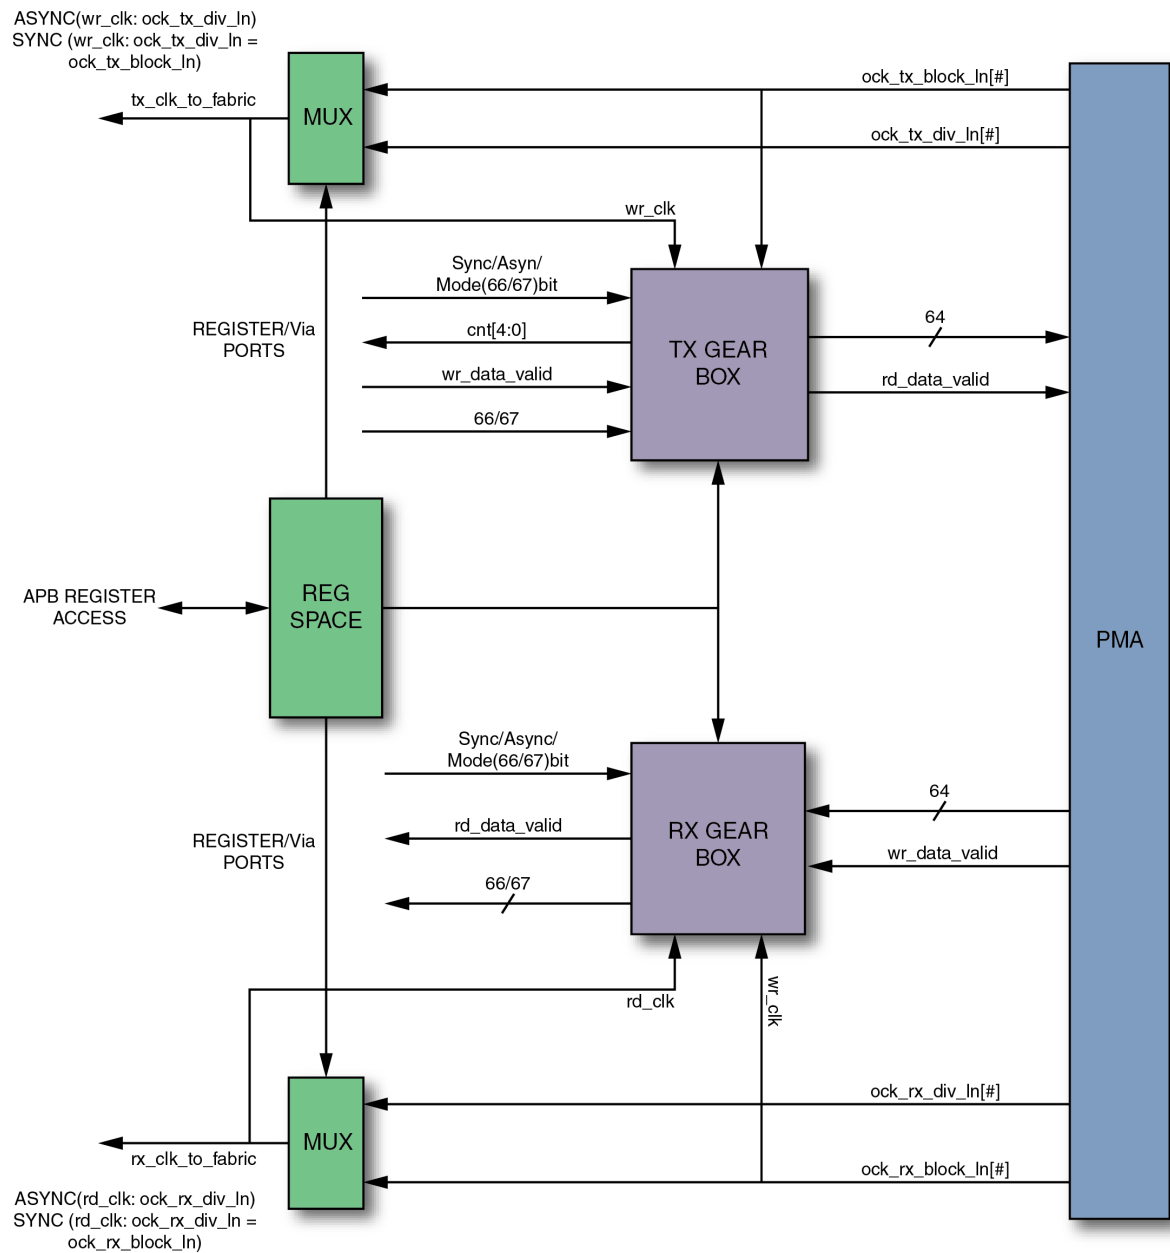 ASYNC(wr_clk: ock_tx_div_ln)
SYNC (wr_clk: ock_tx_div_ln =
ock_tx_block_ln)
tx_clk_to_fabric
MUX
ock_tx_block_ln[#]
ock_tx_div_ln[#]
wr_clk
Sync/Asyn/
Mode(66/67)bit
cnt[4:0]
wr_data_valid
66/67
REGISTER/Via
PORTS
TX GEAR
BOX
64
rd_data_valid
APB REGISTER
ACCESS
REG
SPACE
PMA
Sync/Async/
Mode(66/67)bit
rd_data_valid
66/67
REGISTER/Via
PORTS
RX GEAR
BOX
64
wr_data_valid
rd_clk
wr_clk
ock_rx_div_ln[#]
MUX
rx_clk_to_fabric
ock_rx_block_ln[#]
ASYNC(rd_clk: ock_rx_div_ln)
SYNC (rd_clk: ock_rx_div_ln =
ock_rx_block_ln)